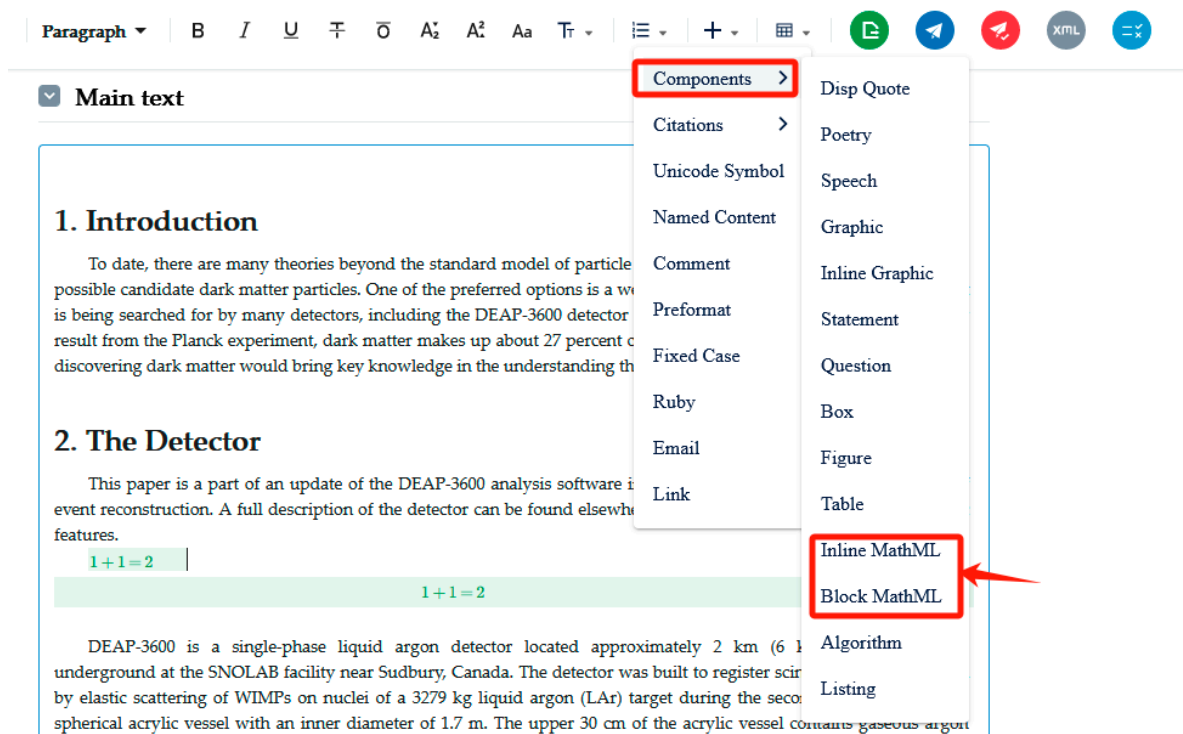 Paragraph B I U T O A2 A2 Aa TT XML
Main text
Components
Citations
Unicode Symbol
Named Content
Comment
Preformat
Fixed Case
Ruby
Email
Link
Disp Quote
Poetry
Speech
Graphic
Inline Graphic
Statement
Question
Box
Figure
Table
Inline MathML
Block MathML
Algorithm
Listing
1. Introduction
To date, there are many theories beyond the standard model of particle
possible candidate dark matter particles. One of the preferred options is a
is being searched for by many detectors, including the DEAP-3600 detector
result from the Planck experiment, dark matter makes up about 27 percent
discovering dark matter would bring key knowledge in the understanding
2. The Detector
This paper is a part of an update of the DEAP-3600 analysis software
event reconstruction. A full description of the detector can be found
features.
1+1=2
1+1=2
DEAP-3600 is a single-phase liquid argon detector located approximately 2 km (6
underground at the SNOLAB facility near Sudbury, Canada. The detector was built to register
by elastic scattering of WIMPs on nuclei of a 3279 kg liquid argon (LAr) target during the
spherical acrylic vessel with an inner diameter of 1.7 m. The upper 30 cm of the acrylic vessel contains gaseous argon